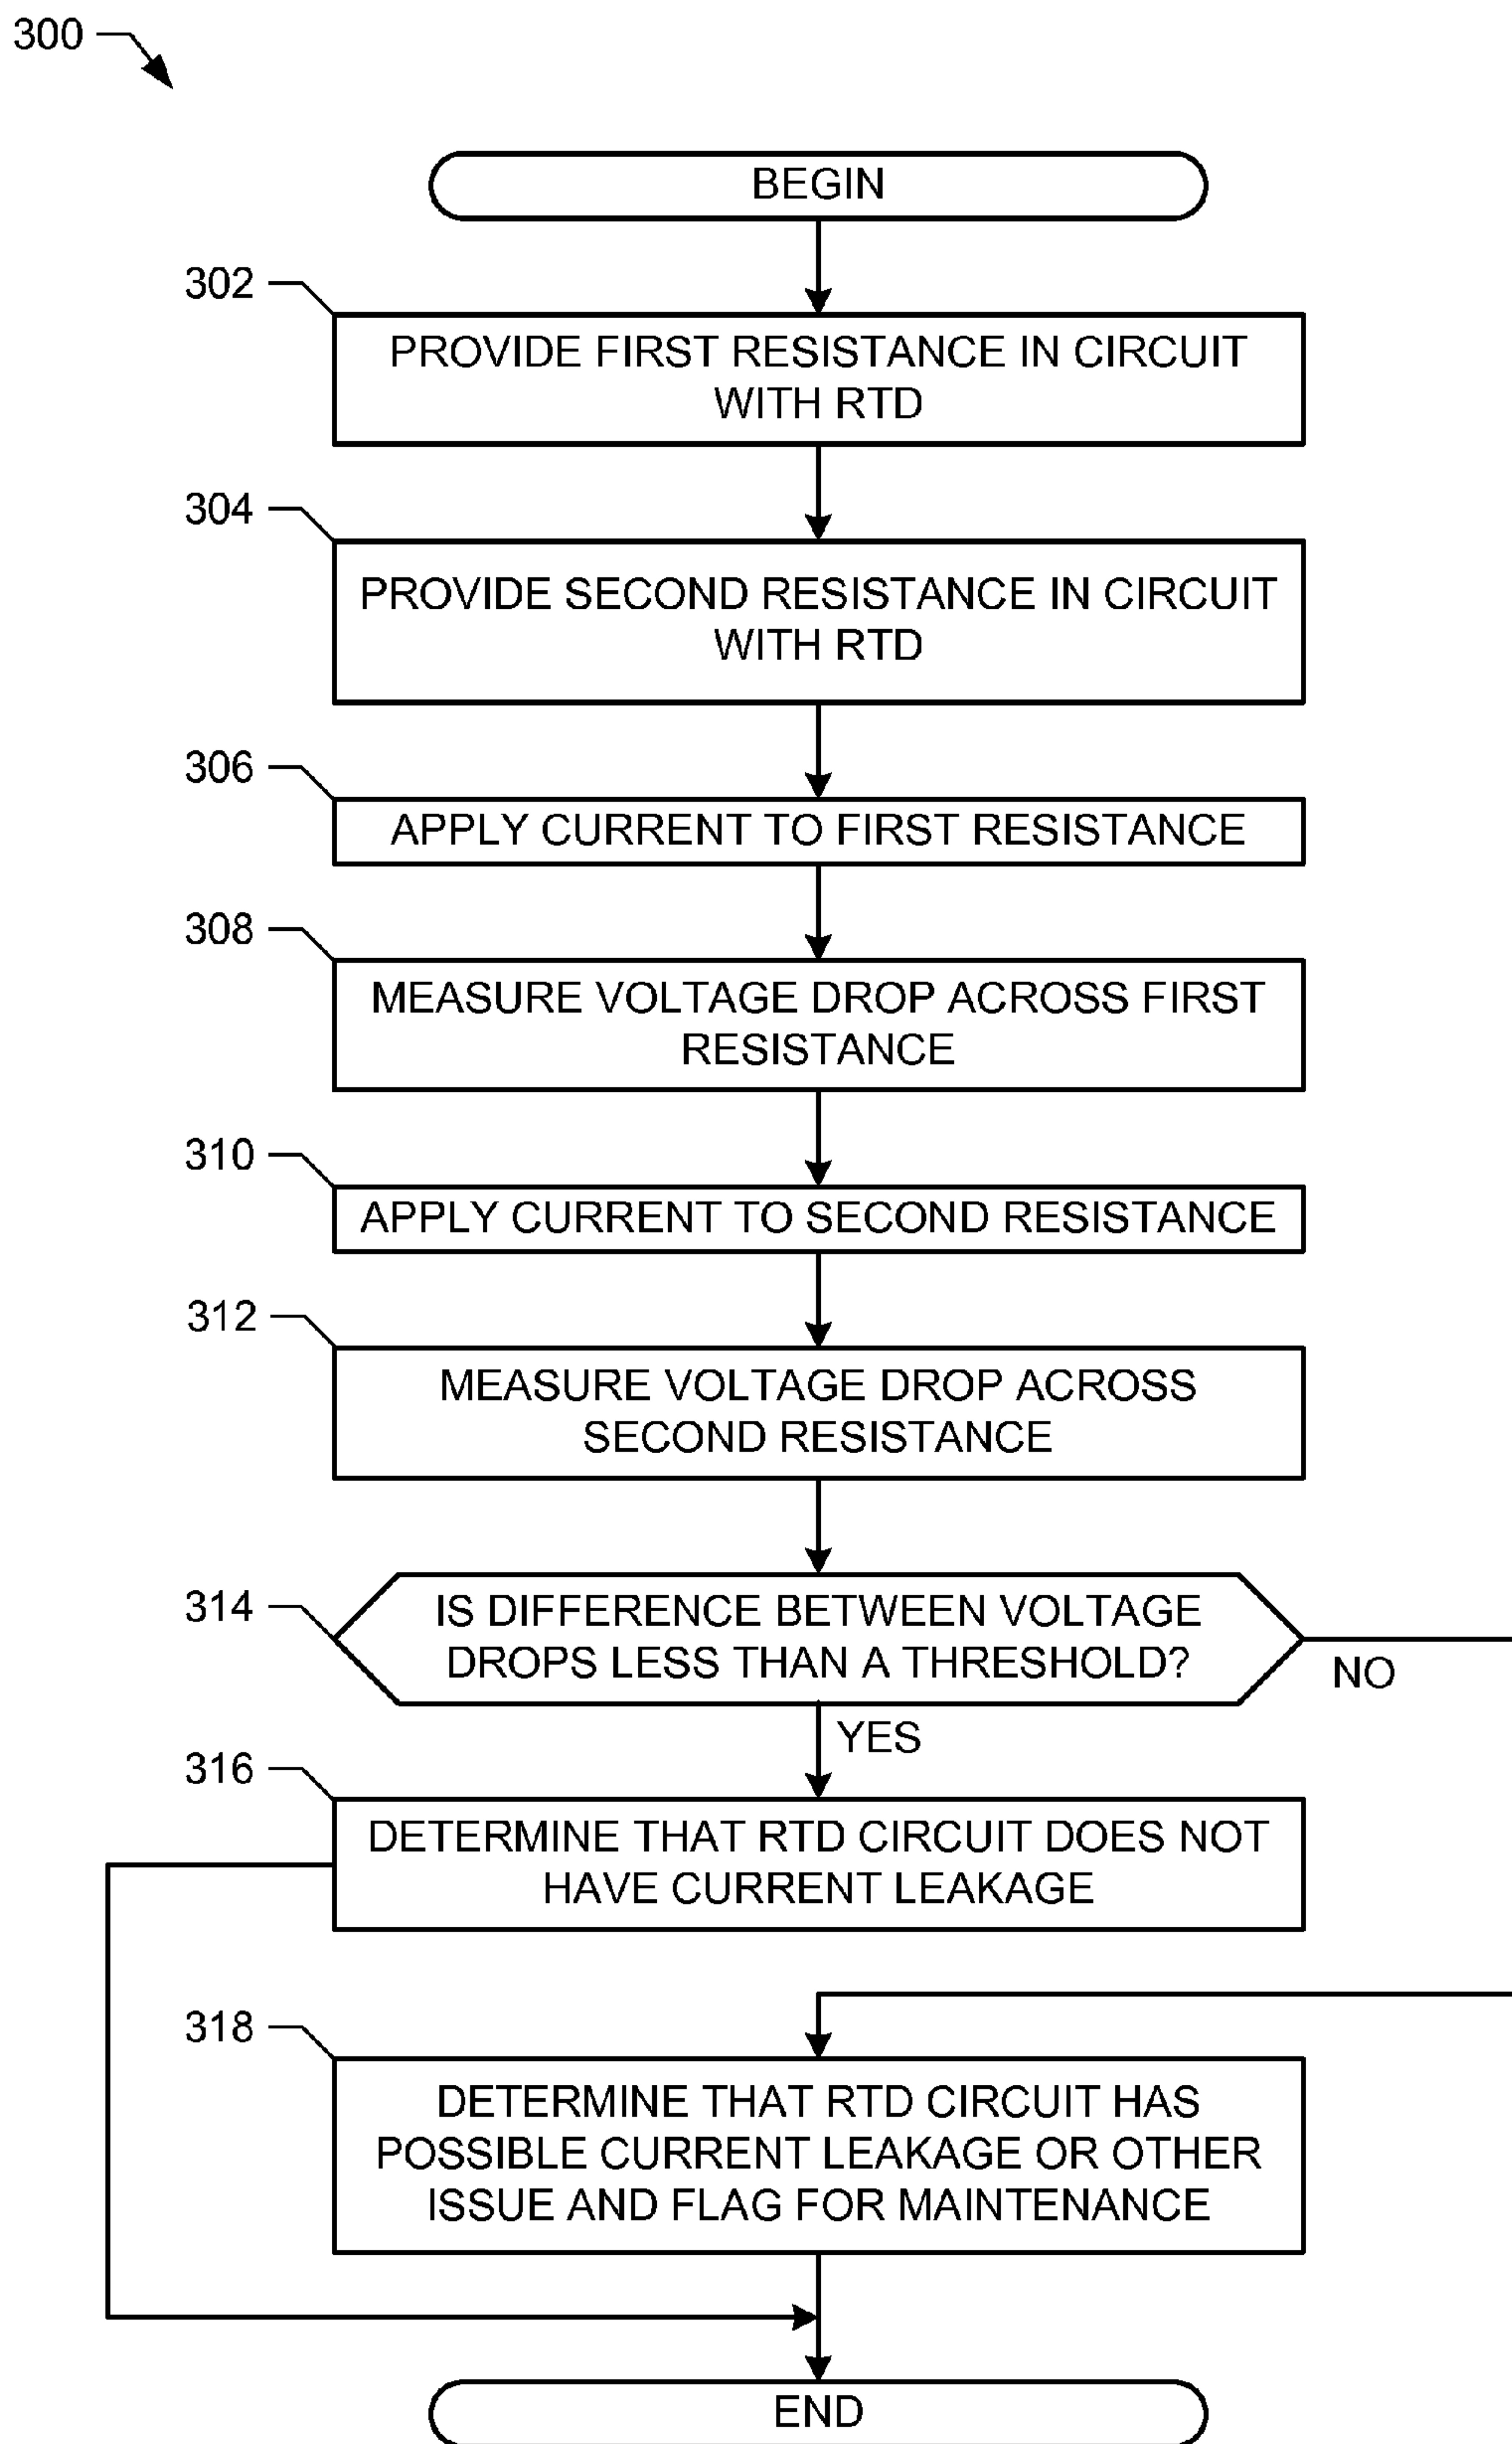 300
BEGIN
302
PROVIDE FIRST RESISTANCE IN CIRCUIT
WITH RTD
304
PROVIDE SECOND RESISTANCE IN CIRCUIT
WITH RTD
306
APPLY CURRENT TO FIRST RESISTANCE
308
MEASURE VOLTAGE DROP ACROSS FIRST
RESISTANCE
310
APPLY CURRENT TO SECOND RESISTANCE
312
MEASURE VOLTAGE DROP ACROSS
SECOND RESISTANCE
314
IS DIFFERENCE BETWEEN VOLTAGE
DROPS LESS THAN A THRESHOLD?
NO
YES
316
DETERMINE THAT RTD CIRCUIT DOES NOT
HAVE CURRENT LEAKAGE
318
DETERMINE THAT RTD CIRCUIT HAS
POSSIBLE CURRENT LEAKAGE OR OTHER
ISSUE AND FLAG FOR MAINTENANCE
END